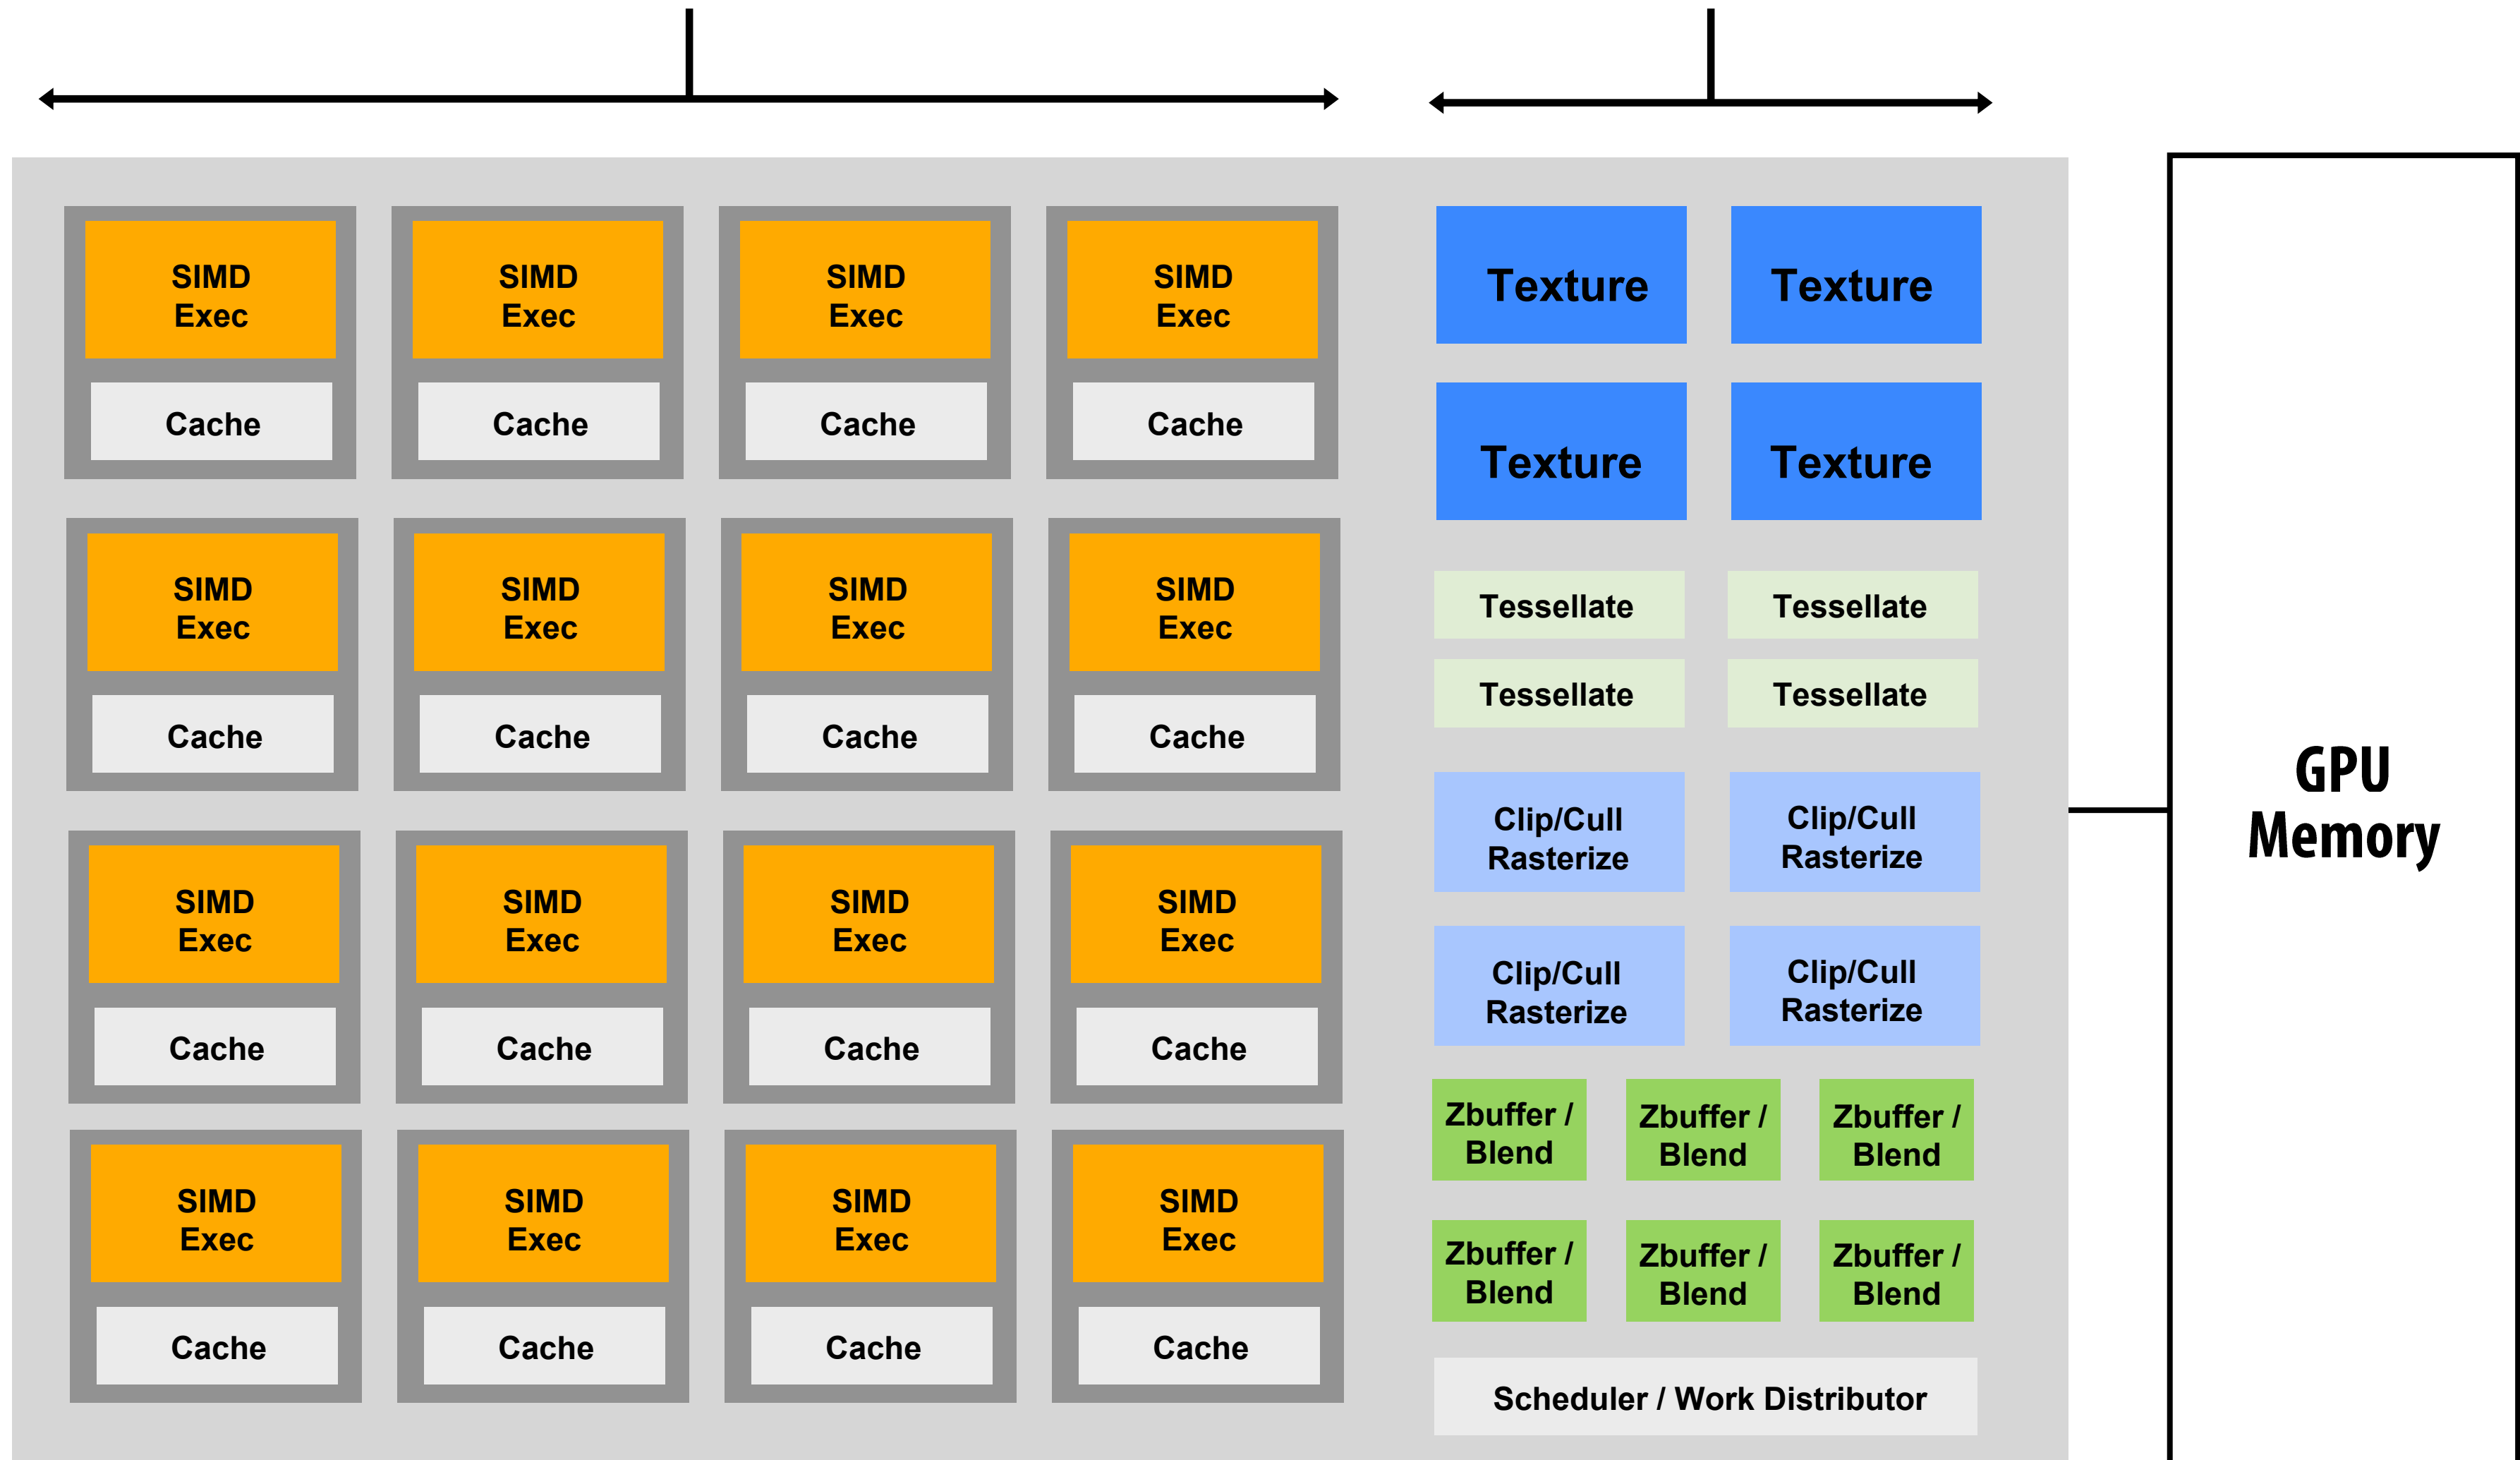 SIMD
Exec
Cache
SIMD
Exec
Cache
SIMD
Exec
Cache
SIMD
Exec
Cache
SIMD
Exec
Cache
SIMD
Exec
Cache
SIMD
Exec
Cache
SIMD
Exec
Cache
SIMD
Exec
Cache
SIMD
Exec
Cache
SIMD
Exec
Cache
SIMD
Exec
Cache
SIMD
Exec
Cache
SIMD
Exec
Cache
SIMD
Exec
Cache
SIMD
Exec
Cache
Texture
Texture
Texture
Texture
Tessellate
Tessellate
Tessellate
Tessellate
Clip/Cull
Rasterize
Clip/Cull
Rasterize
Clip/Cull
Rasterize
Clip/Cull
Rasterize
Zbuffer /
Blend
Zbuffer /
Blend
Zbuffer /
Blend
Zbuffer /
Blend
Zbuffer /
Blend
Zbuffer /
Blend
Scheduler / Work Distributor
GPU
Memory